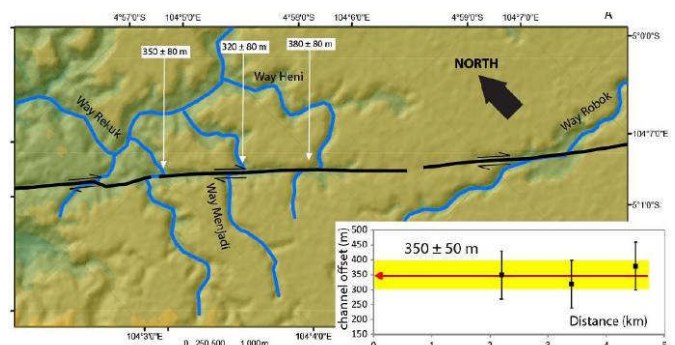 4°57'0"S 104°5'0"E 4°58'0"S 104°6'0"E 4°59'0"S 104°7'0"E A
5°0'0"S
350 ± 80 m 320 ± 80 m 380 ± 80 m
Way Heni
NORTH
Way Rekuk
Way Robok
104°7'0"E
Way Menjadi
5°1'0"S
500
450
400
350
300
250
200
150
100
50
0
channel offset (m)
350 ± 50 m
Distance (km)
0 1 2 3 4 5
0 250 500 1,000m
104°3'E 104°4'0"E